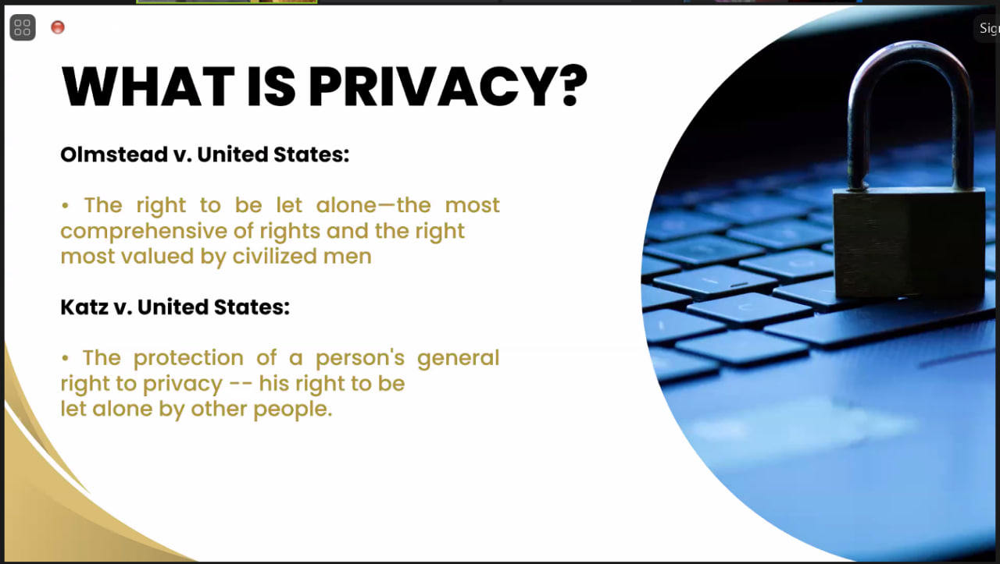 WHAT IS PRIVACY?
Olmstead v. United States:
• The right to be let alone—the most
comprehensive of rights and the right
most valued by civilized men
Katz v. United States:
• The protection of a person's general
right to privacy -- his right to be
let alone by other people.